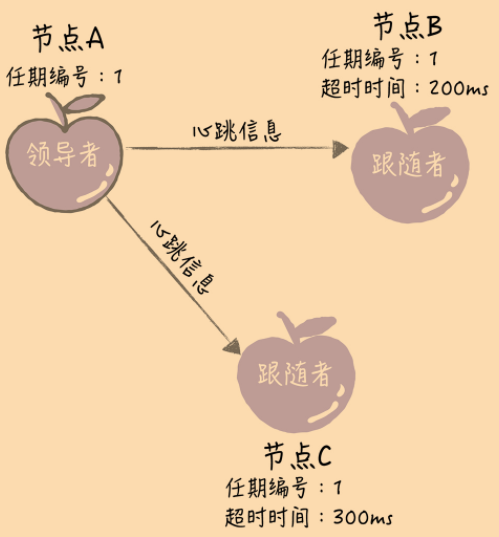 节点A
任期编号：1
领导者
节点B
任期编号：1
超时时间：200ms
跟随者
心跳信息
心跳信息
跟随者
节点C
任期编号：1
超时时间：300ms